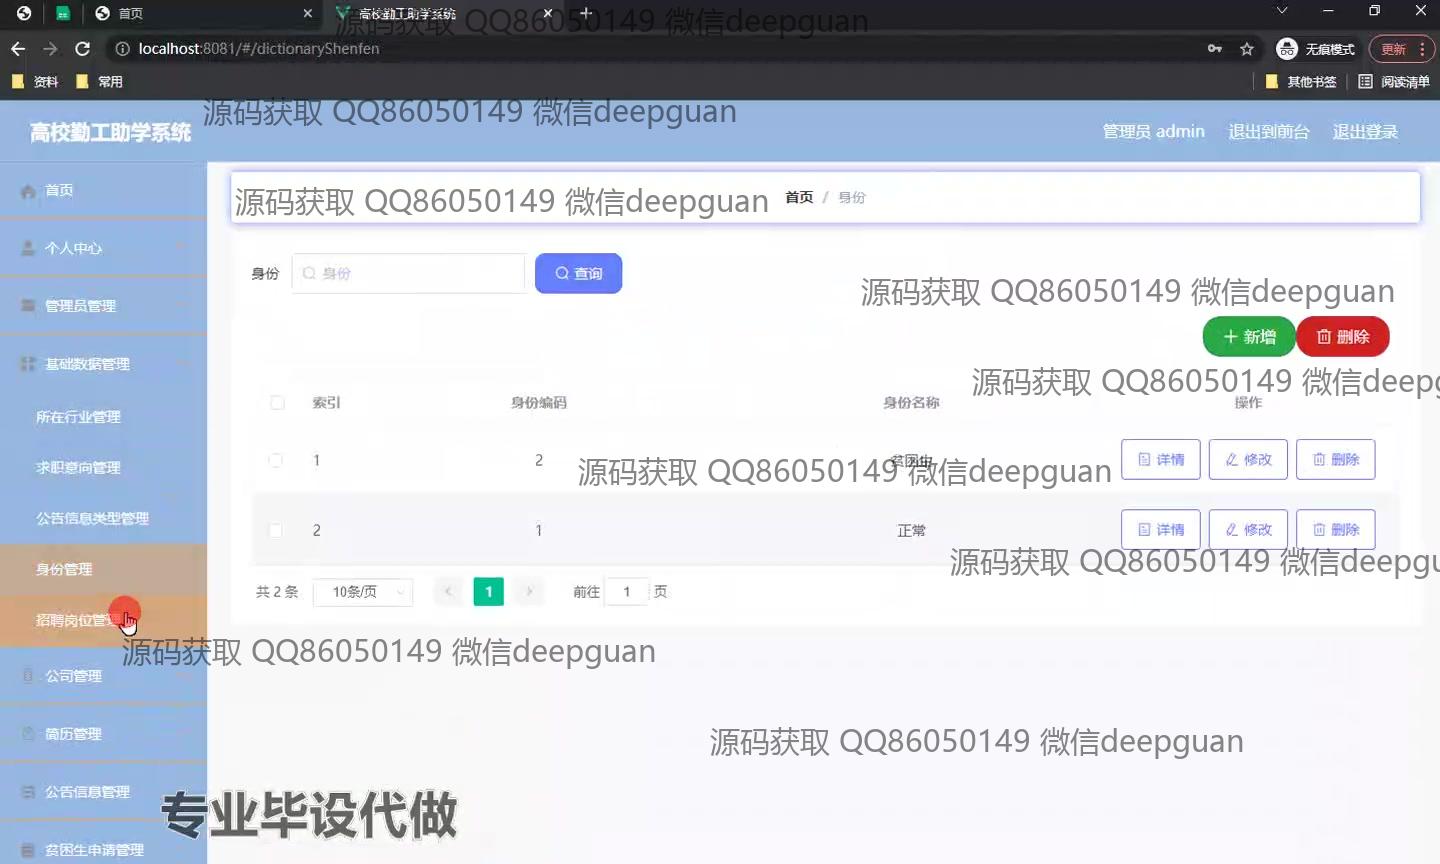 首页
高校勤工助学系统
源码获取 QQ86050149 微信deepguan
localhost:8081/#/dictionaryShenfen
无痕模式
更新
资料
常用
其他书签
阅读清单
源码获取 QQ86050149 微信deepguan
高校勤工助学系统
管理员 admin
退出到前台
退出登录
首页
个人中心
管理员管理
基础数据管理
所在行业管理
求职意向管理
公告信息类型管理
身份管理
招聘岗位管理
公司管理
简历管理
公告信息管理
贫困生申请管理
源码获取 QQ86050149 微信deepguan
首页 / 身份
身份
身份
查询
源码获取 QQ86050149 微信deepguan
新增
删除
源码获取 QQ86050149 微信deepg
索引 身份编码 身份名称 操作
1 2 贫困生 详情 修改 删除
源码获取 QQ86050149 微信deepguan
2 1 正常 详情 修改 删除
源码获取 QQ86050149 微信deepgu
共 2 条 10条/页 1 前往 1 页
源码获取 QQ86050149 微信deepguan
源码获取 QQ86050149 微信deepguan
专业毕设代做